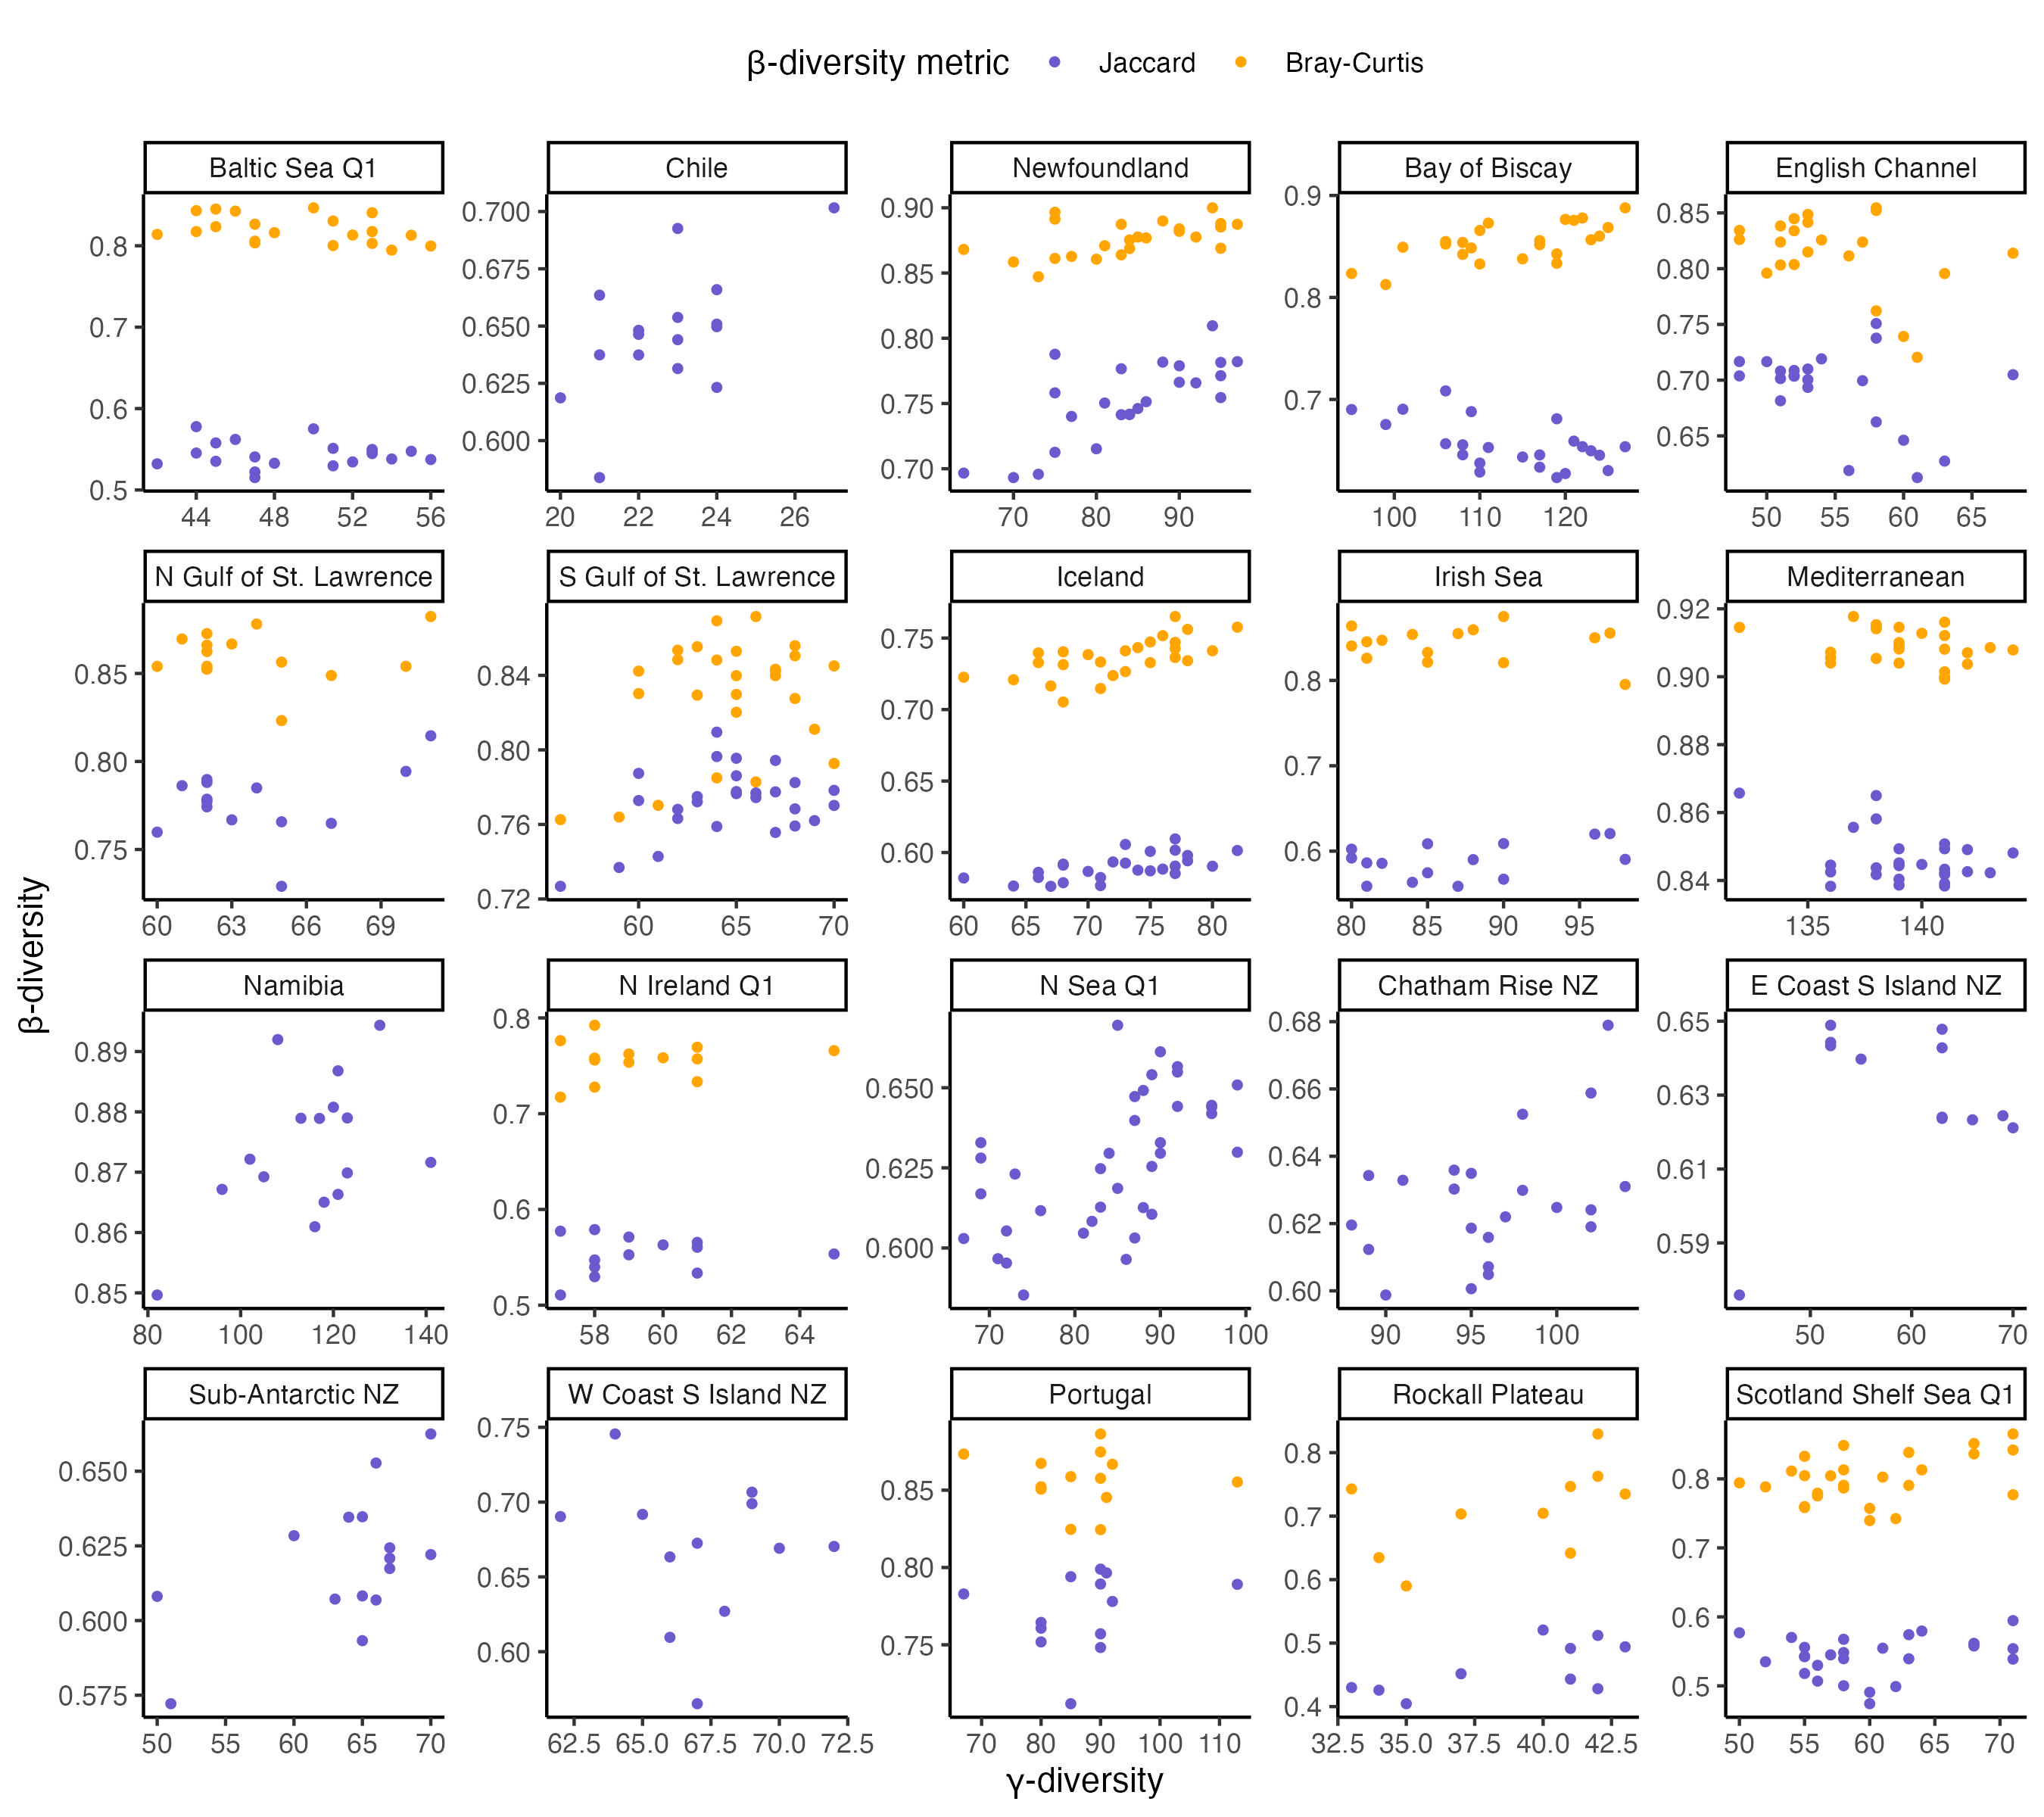 β-diversity metric Jaccard Bray-Curtis
Baltic Sea Q1 Chile Newfoundland Bay of Biscay English Channel
0.8 0.7 0.6 0.5
44 48 52 56
0.700 0.675 0.650 0.625 0.600
20 22 24 26
0.90 0.85 0.80 0.75 0.70
70 80 90
0.9 0.8 0.7
100 110 120
0.85 0.80 0.75 0.70 0.65
50 55 60 65
N Gulf of St. Lawrence S Gulf of St. Lawrence Iceland Irish Sea Mediterranean
0.85 0.80 0.75
60 63 66 69
0.84 0.80 0.76 0.72
60 65 70
0.75 0.70 0.65 0.60
60 65 70 75 80
0.8 0.7 0.6
80 85 90 95
0.92 0.90 0.88 0.86 0.84
135 140
β-diversity
Namibia N Ireland Q1 N Sea Q1 Chatham Rise NZ E Coast S Island NZ
0.89 0.88 0.87 0.86 0.85
80 100 120 140
0.8 0.7 0.6 0.5
58 60 62 64
0.650 0.625 0.600
70 80 90 100
0.68 0.66 0.64 0.62 0.60
90 95 100
0.65 0.63 0.61 0.59
50 60 70
Sub-Antarctic NZ W Coast S Island NZ Portugal Rockall Plateau Scotland Shelf Sea Q1
0.650 0.625 0.600 0.575
50 55 60 65 70
0.75 0.70 0.65 0.60
62.5 65.0 67.5 70.0 72.5
0.85 0.80 0.75
70 80 90 100 110
0.8 0.7 0.6 0.5 0.4
32.5 35.0 37.5 40.0 42.5
0.8 0.7 0.6 0.5
50 55 60 65 70
γ-diversity